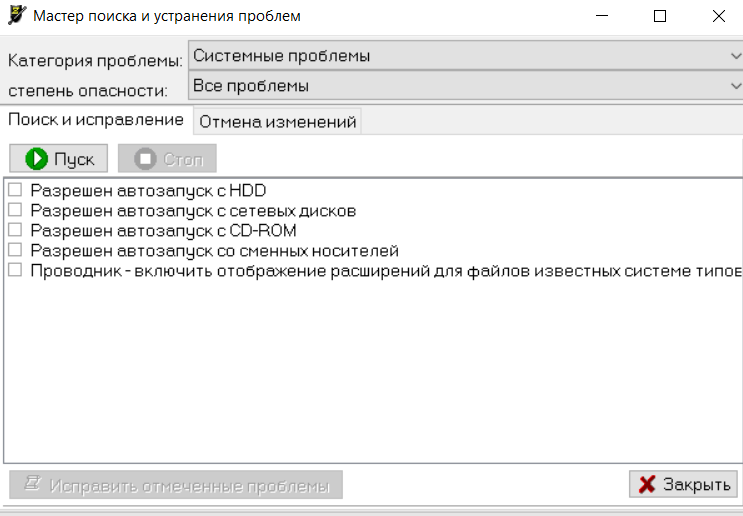 Мастер поиска и устранения проблем
Категория проблемы: Системные проблемы
степень опасности: Все проблемы
Поиск и исправление Отмена изменений
Пуск Стоп
Разрешен автозапуск с HDD
Разрешен автозапуск с сетевых дисков
Разрешен автозапуск с CD-ROM
Разрешен автозапуск со сменных носителей
Проводник - включить отображение расширений для файлов известных системе типов
Исправить отмеченные проблемы Закрыть